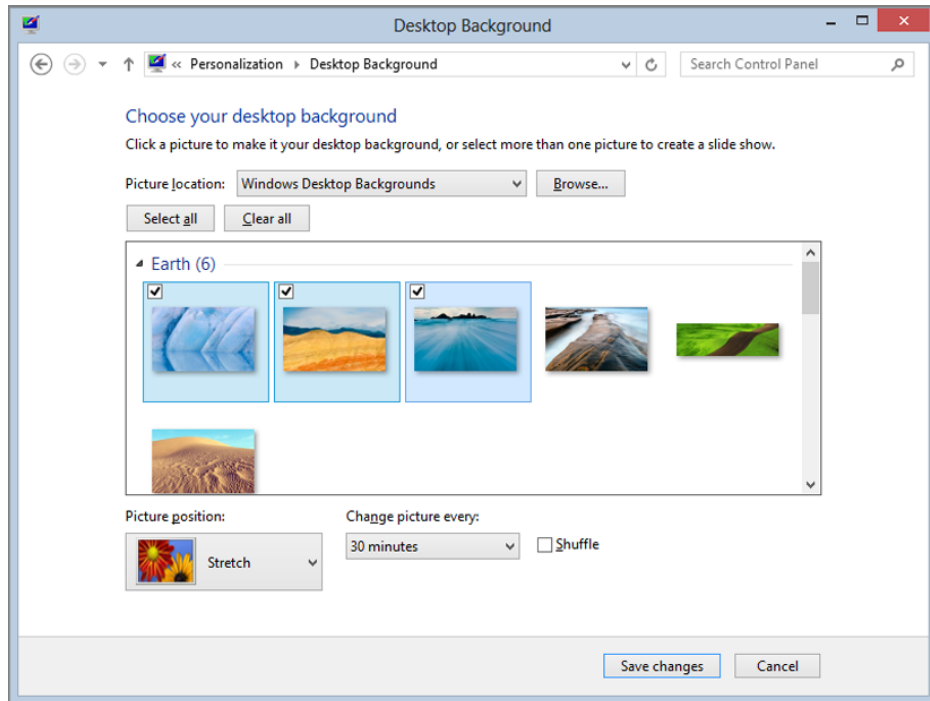 Desktop Background
« Personalization ▸ Desktop Background
Search Control Panel
Choose your desktop background
Click a picture to make it your desktop background, or select more than one picture to create a slide show.
Picture location: Windows Desktop Backgrounds Browse...
Select all Clear all
Earth (6)
Picture position: Change picture every:
Stretch 30 minutes Shuffle
Save changes Cancel